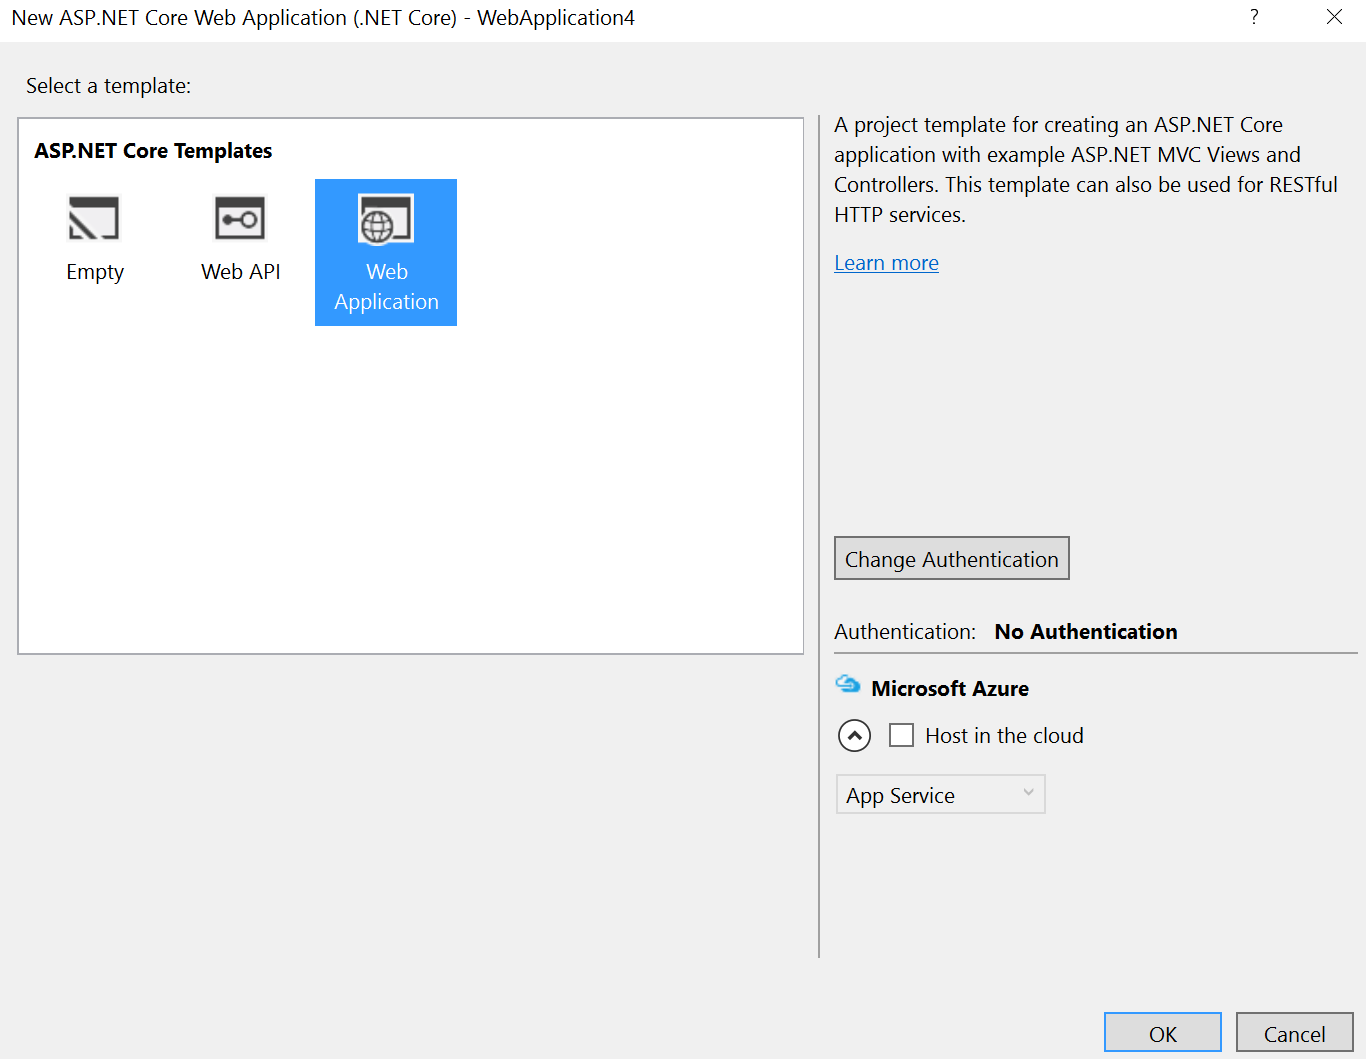 New ASP.NET Core Web Application (.NET Core) - WebApplication4
?
Select a template:
ASP.NET Core Templates
Empty
Web API
Web
Application
A project template for creating an ASP.NET Core
application with example ASP.NET MVC Views and
Controllers. This template can also be used for RESTful
HTTP services.
Learn more
Change Authentication
Authentication: No Authentication
Microsoft Azure
Host in the cloud
App Service
OK
Cancel